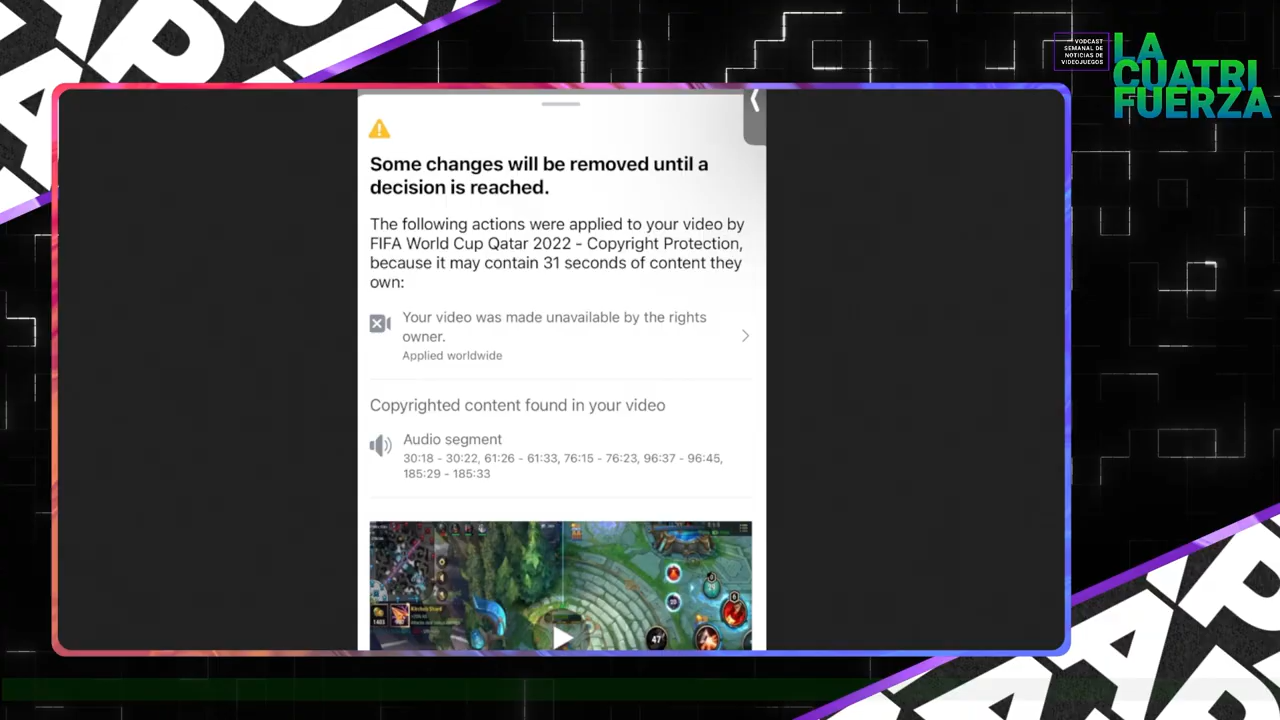 VODCAST
SEMANAL DE
NOTICIAS DE
VIDEOJUEGOS
LA
CUATRI
FUERZA
Some changes will be removed until a
decision is reached.
The following actions were applied to your video by
FIFA World Cup Qatar 2022 - Copyright Protection,
because it may contain 31 seconds of content they
own:
Your video was made unavailable by the rights
owner.
Applied worldwide
Copyrighted content found in your video
Audio segment
30:18 - 30:22, 61:26 - 61:33, 76:15 - 76:23, 96:37 - 96:45,
185:29 - 185:33
47